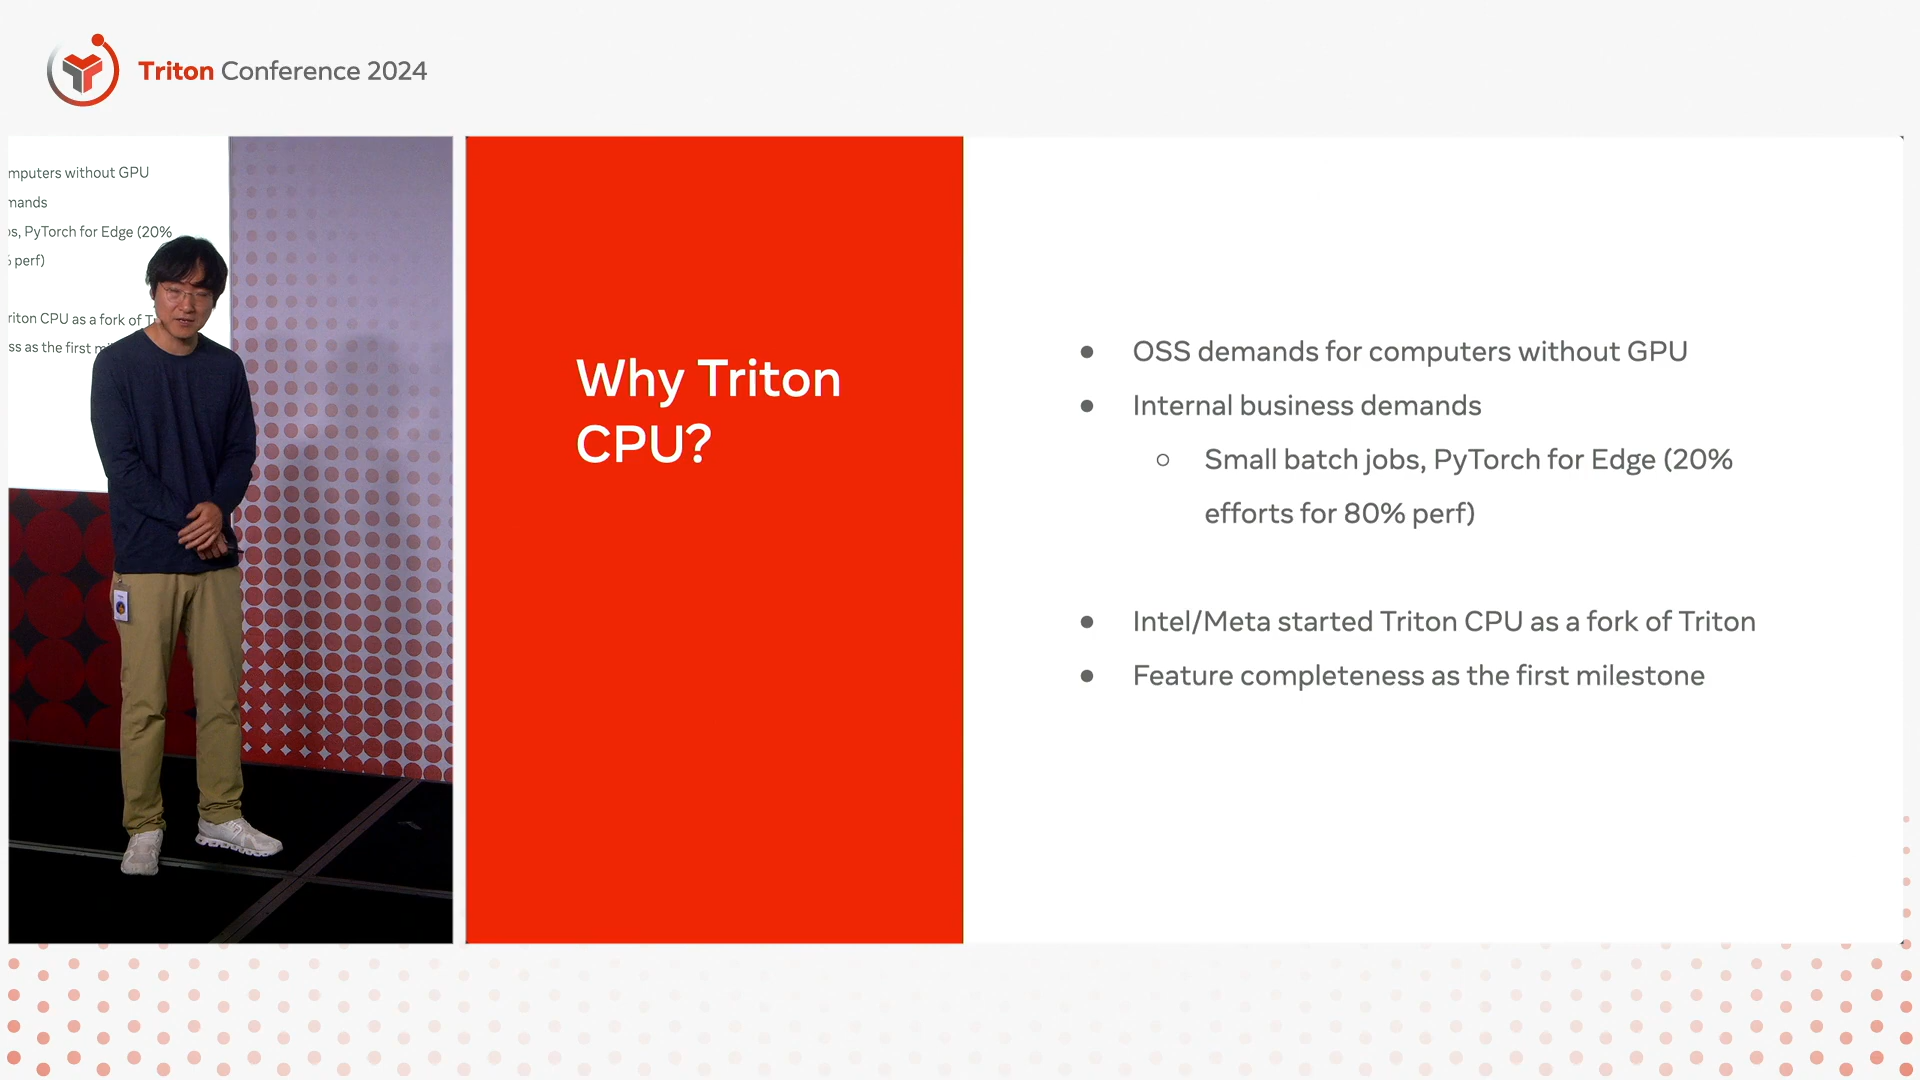 Triton Conference 2024
mputers without GPU
mands
s, PyTorch for Edge (20%
perf)
riton CPU as a fork of T
ss as the first
Why Triton
CPU?
● OSS demands for computers without GPU
● Internal business demands
○ Small batch jobs, PyTorch for Edge (20%
efforts for 80% perf)
● Intel/Meta started Triton CPU as a fork of Triton
● Feature completeness as the first milestone